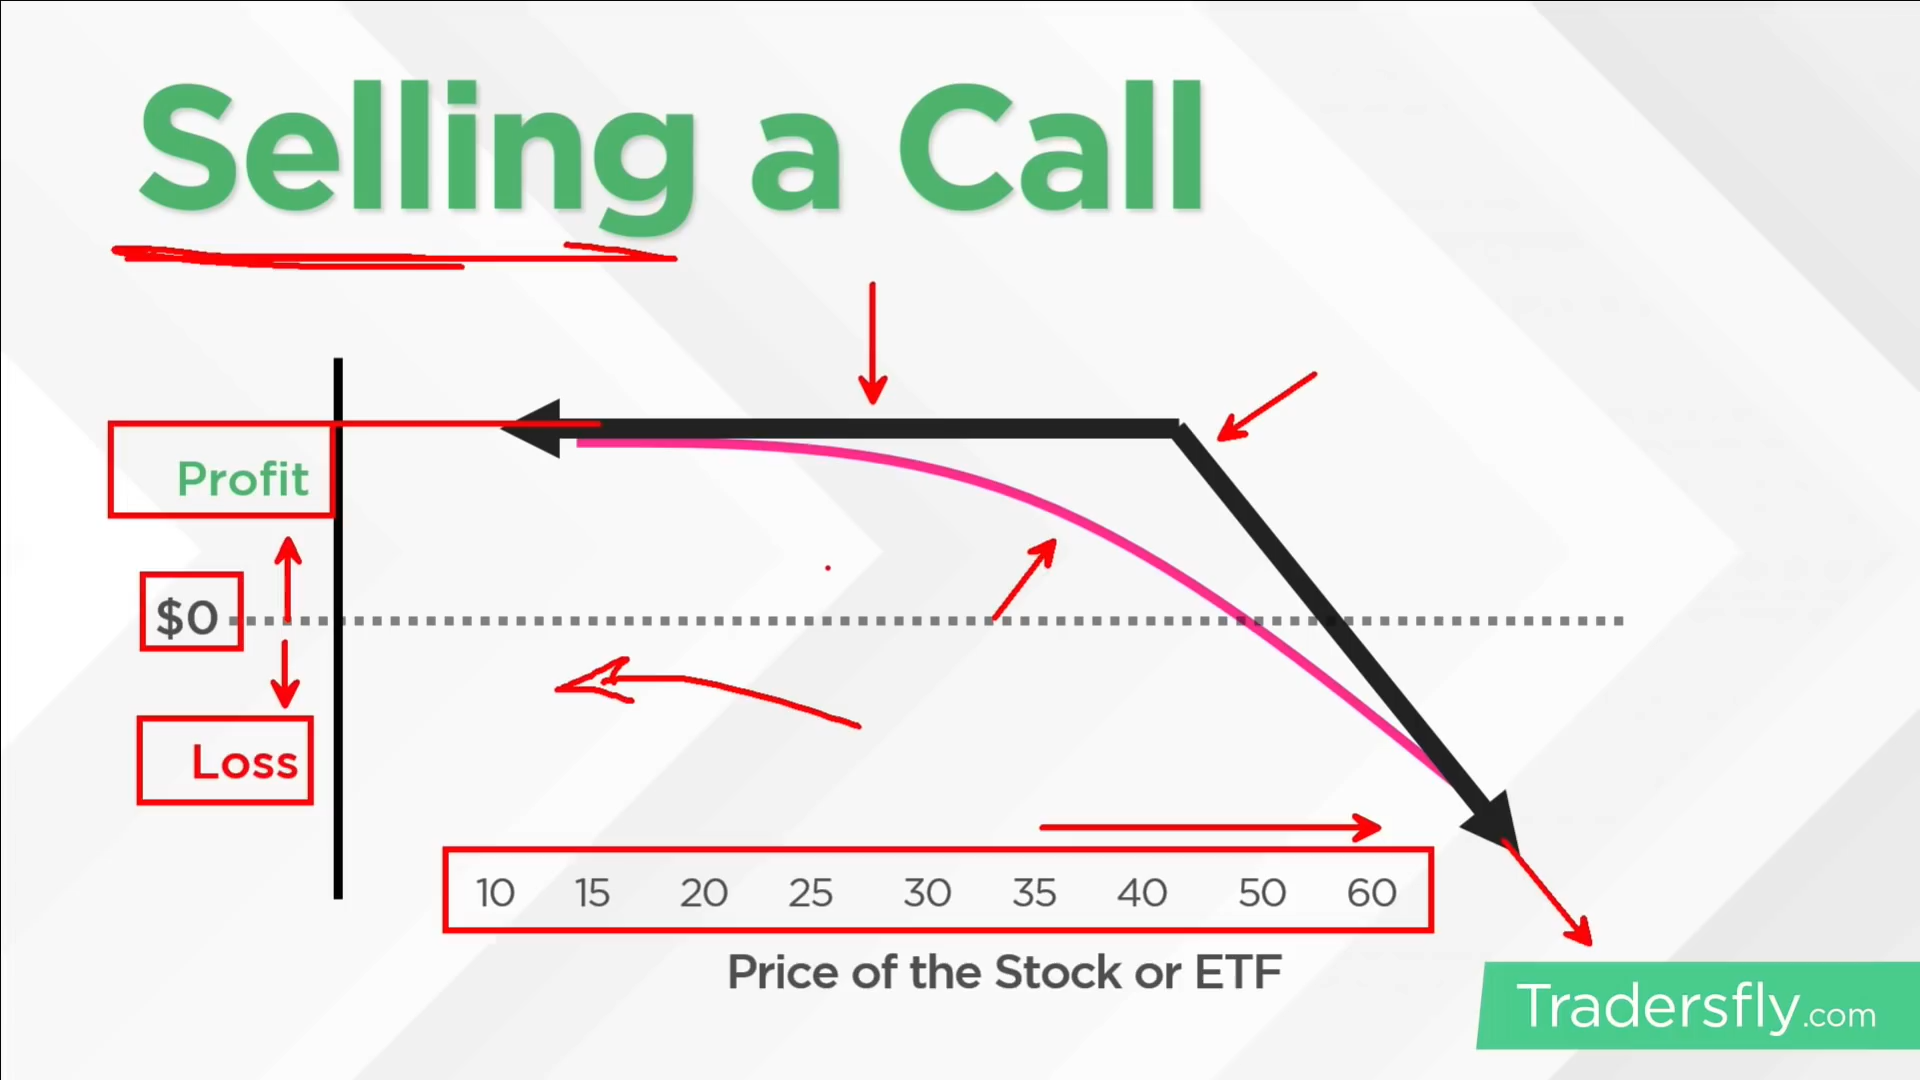 Selling a Call
Profit
$0
Loss
10 15 20 25 30 35 40 50 60
Price of the Stock or ETF
Tradersfly.com